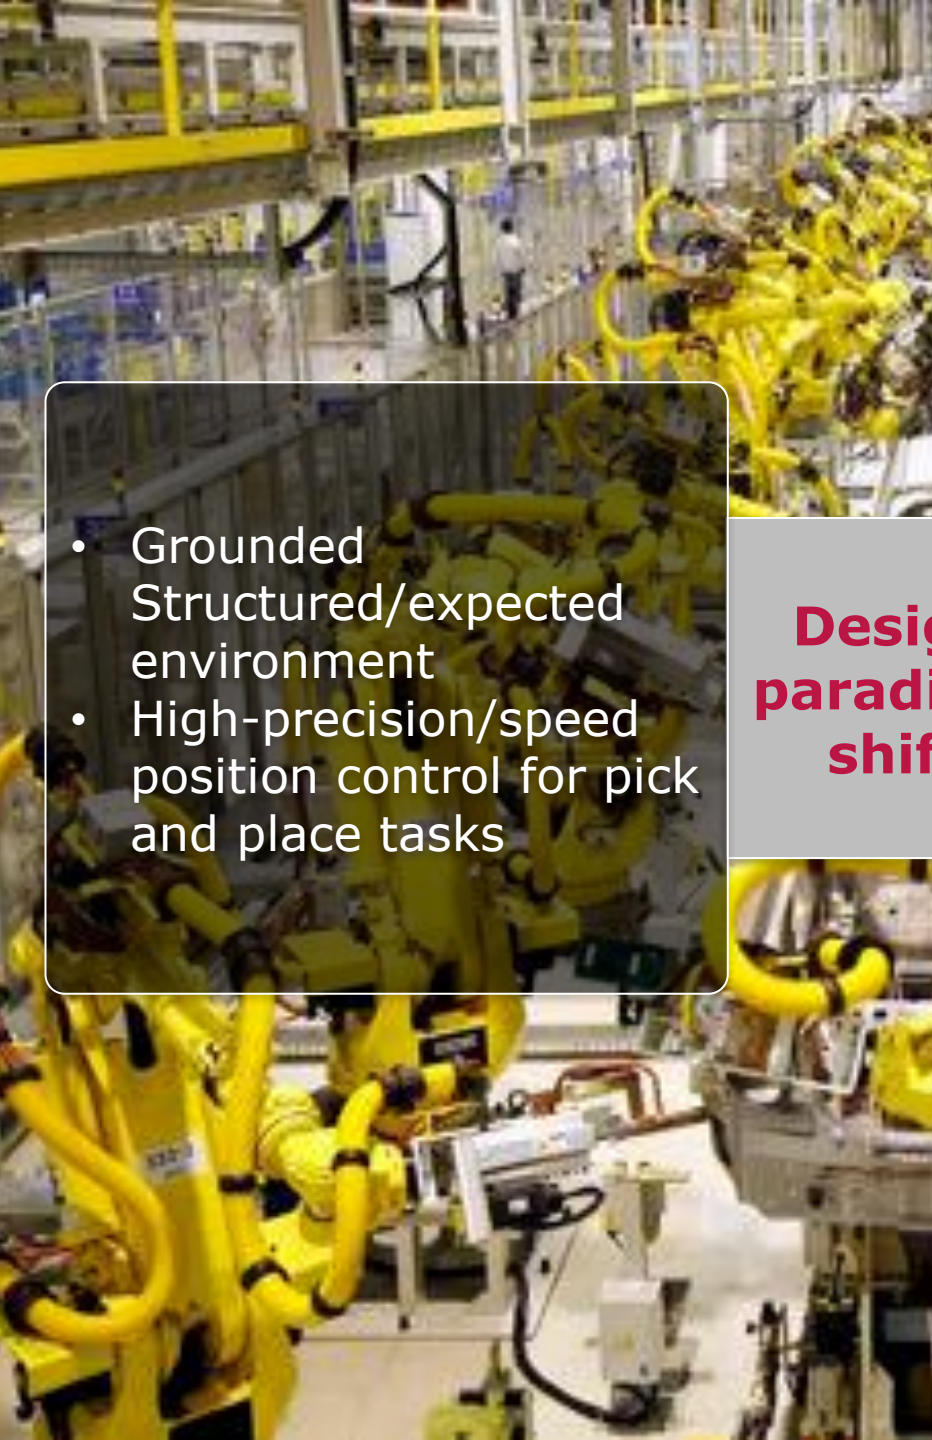 • Grounded
Structured/expected
environment
• High-precision/speed
position control for pick
and place tasks